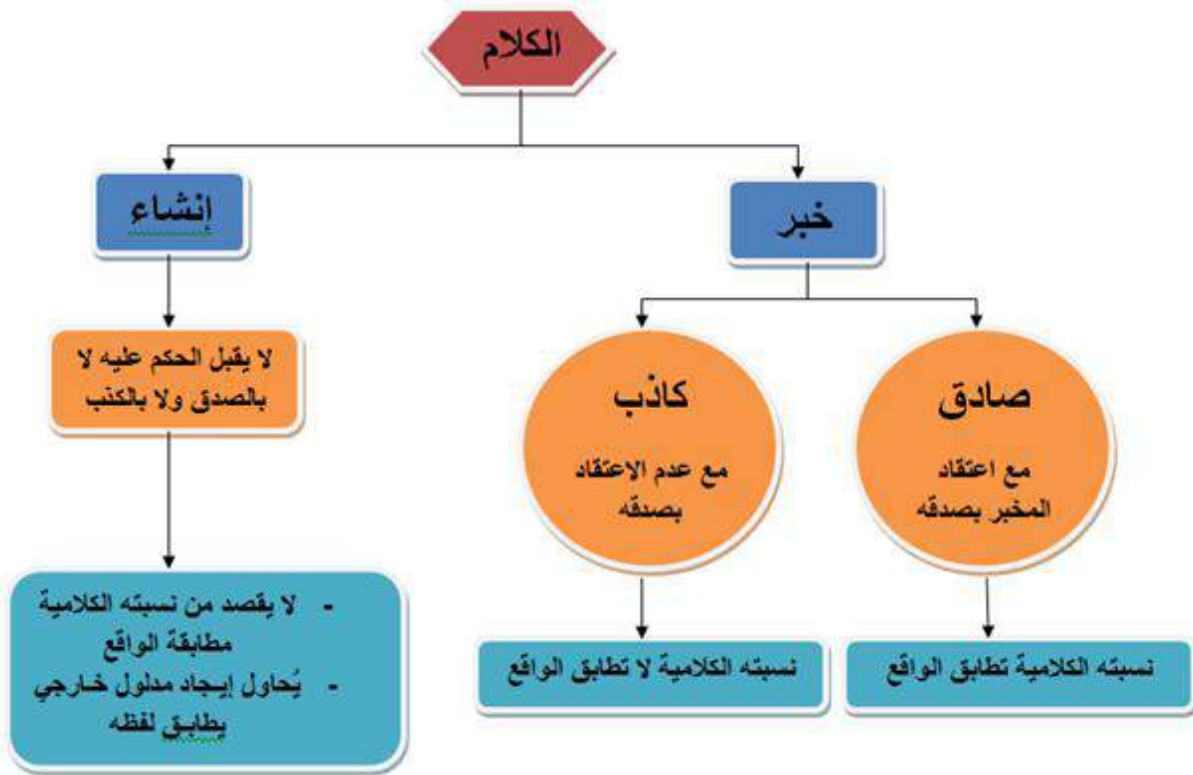 الكلام
خبر
إنشاء
صادق
مع اعتقاد
المخبر بصدقه
كاذب
مع عدم الاعتقاد
بصدقه
لا يقبل الحكم عليه لا
بالصدق ولا بالكذب
نسبته الكلامية تطابق الواقع
نسبته الكلامية لا تطابق الواقع
- لا يقصد من نسبته الكلامية
مطابقة الواقع
- يُحاول إيجاد مدلول خارجي
يطابق لفظه